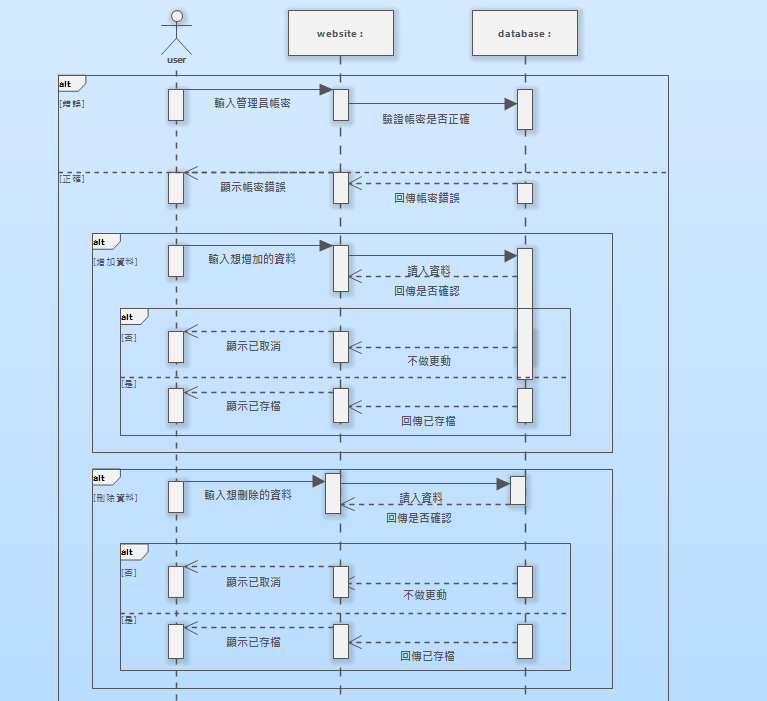 user
website :
database :
alt
[錯誤]
輸入管理員帳密
驗證帳密是否正確
[正確]
顯示帳密錯誤
回傳帳密錯誤
alt
[增加資料]
輸入想增加的資料
讀入資料
回傳是否確認
alt
[否]
顯示已取消
不做更動
[是]
顯示已存檔
回傳已存檔
alt
[刪除資料]
輸入想刪除的資料
讀入資料
回傳是否確認
alt
[否]
顯示已取消
不做更動
[是]
顯示已存檔
回傳已存檔